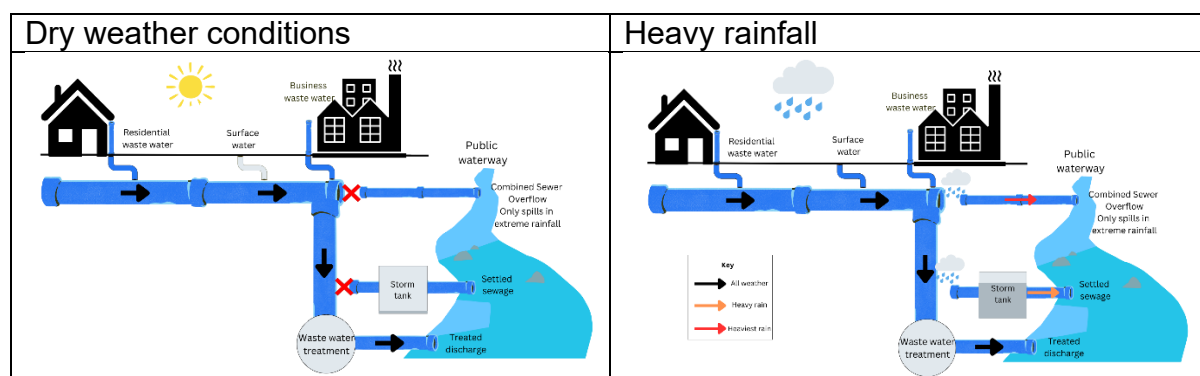 Dry weather conditions
Business
waste water
Residential
waste water
Surface
water
Public
waterway
Combined Sewer
Overflow
Only spills in
extreme rainfall
Storm
tank
Settled
sewage
Waste water
treatment
Treated
discharge
Heavy rainfall
Business
waste water
Residential
waste water
Surface
water
Public
waterway
Combined Sewer
Overflow
Only spills in
extreme rainfall
Key
All weather
Heavy rain
Heaviest rain
Storm
tank
Settled
sewage
Waste water
treatment
Treated
discharge